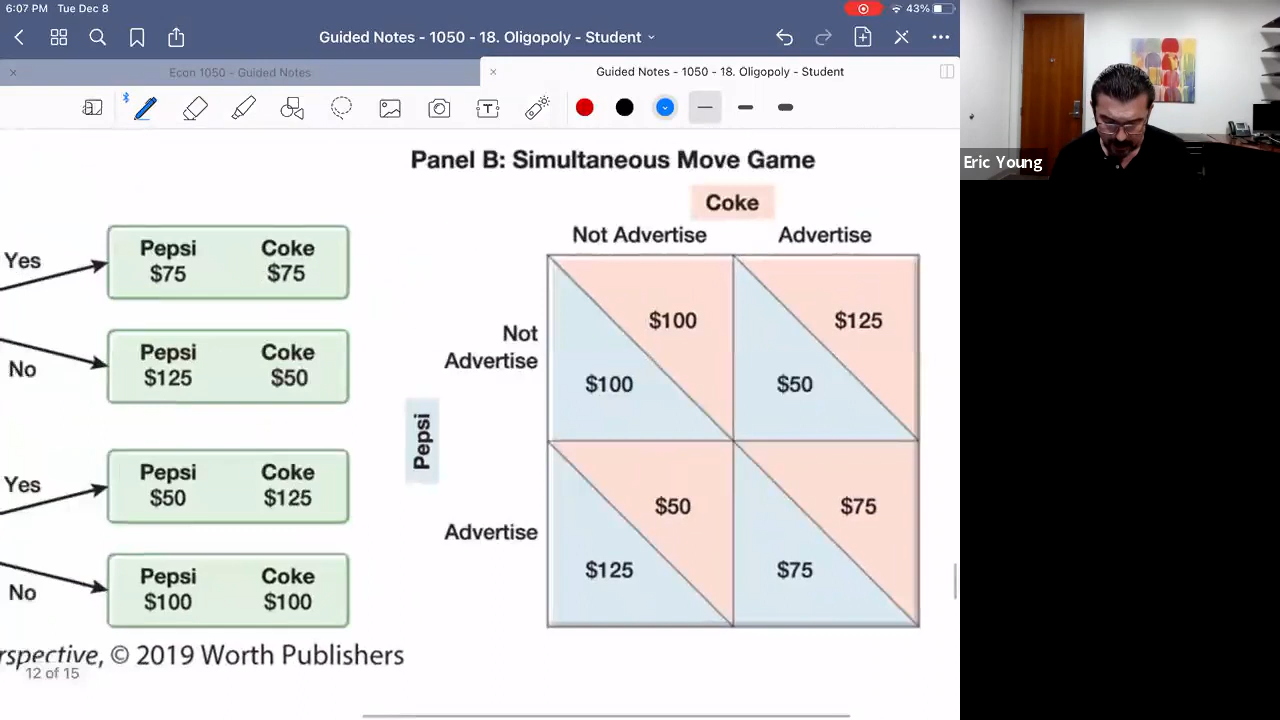 6:07 PM Tue Dec 8
43%
Guided Notes - 1050 - 18. Oligopoly - Student
Econ 1050 - Guided Notes
Guided Notes - 1050 - 18. Oligopoly - Student
T
Eric Young
Panel B: Simultaneous Move Game
Coke
Not Advertise Advertise
Yes
Pepsi Coke
$75 $75
No
Pepsi Coke
$125 $50
Yes
Pepsi Coke
$50 $125
No
Pepsi Coke
$100 $100
Pepsi
Not
Advertise
$100 $125
$100 $50
Advertise
$50 $75
$125 $75
rspective, © 2019 Worth Publishers
12 of 15